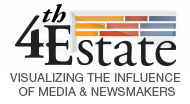 4th Estate
VISUALIZING THE INFLUENCE
OF MEDIA & NEWSMAKERS